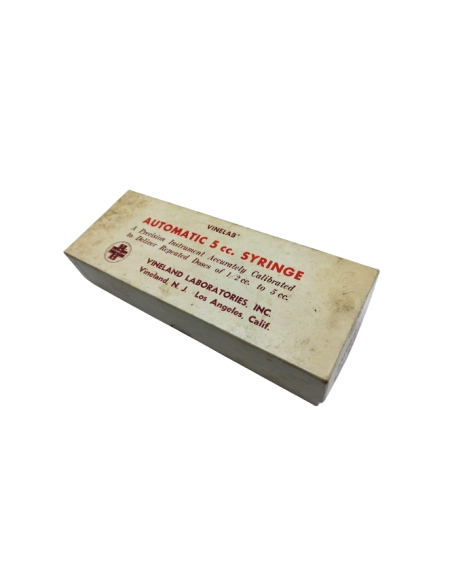 VINELAB®
AUTOMATIC 5 cc. SYRINGE
A Precision Instrument Accurately Calibrated
to Deliver Repeated Doses of 1/2 cc. to 5 cc.
VINELAND LABORATORIES, INC.
Vineland, N. J. Los Angeles, Calif.